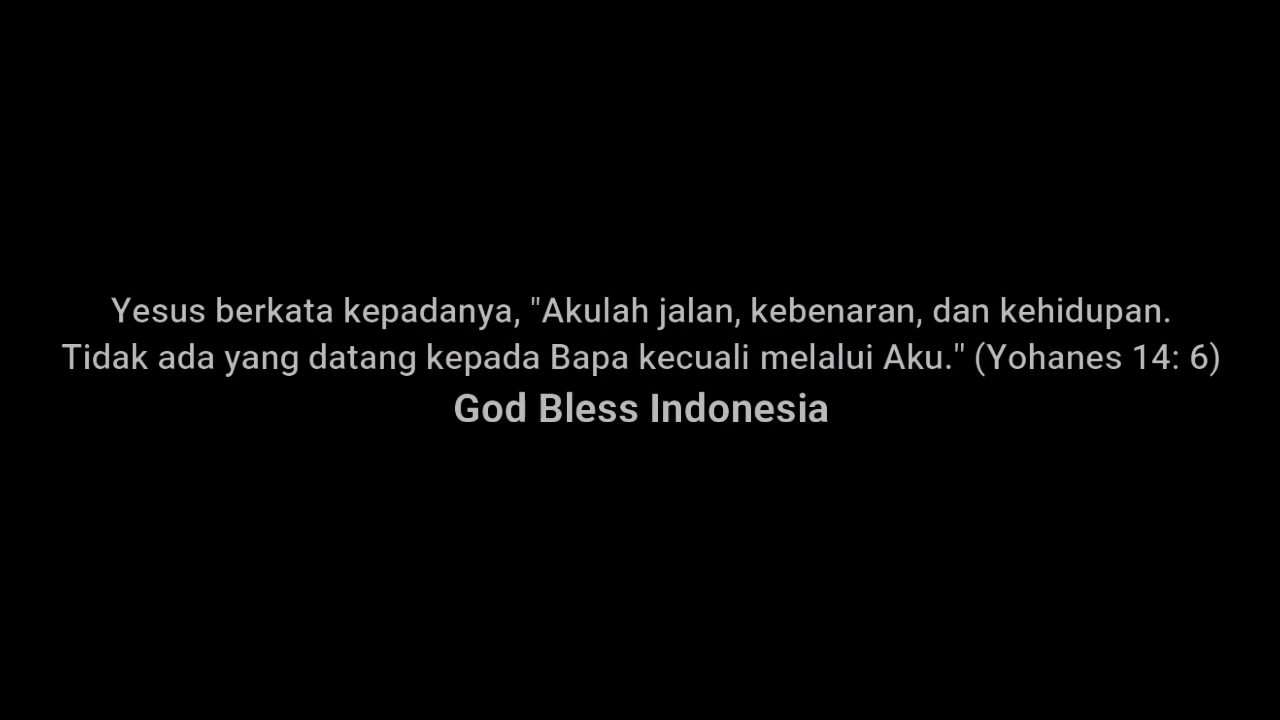 Yesus berkata kepadanya, "Akulah jalan, kebenaran, dan kehidupan.
Tidak ada yang datang kepada Bapa kecuali melalui Aku." (Yohanes 14: 6)
God Bless Indonesia